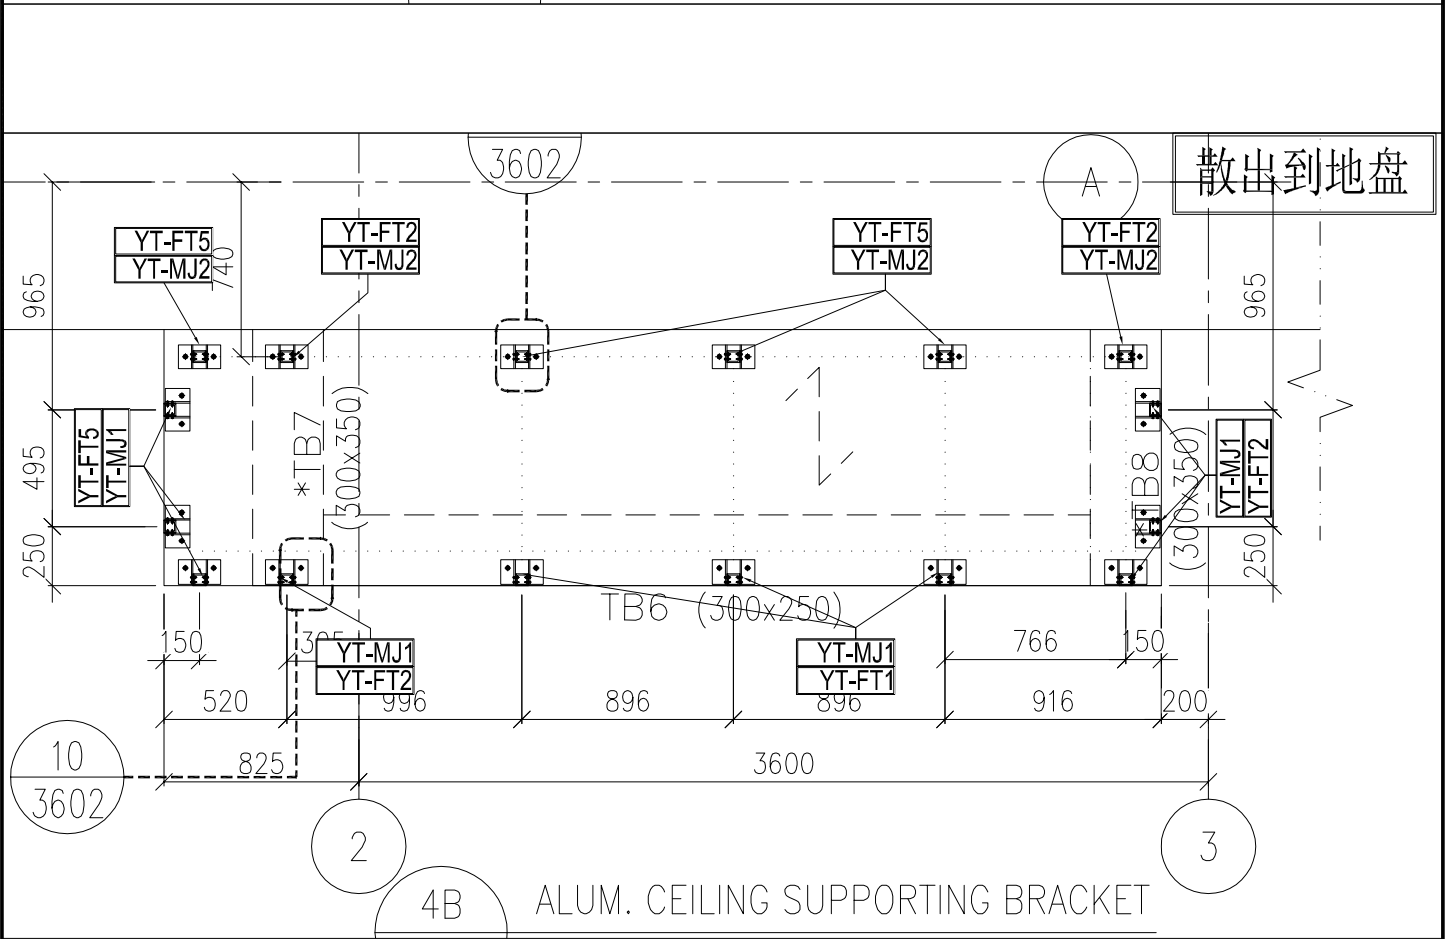 3602
A
散出到地盘
YT-FT5
YT-MJ2
YT-FT2
YT-MJ2
YT-FT5
YT-MJ2
YT-FT2
YT-MJ2
740
965
965
*TB7
(300x350)
YT-FT5
YT-MJ1
495
250
*TB8
(300x350)
YT-MJ1
YT-FT2
250
TB6 (300x250)
150
305
YT-MJ1
YT-FT2
YT-MJ1
YT-FT1
766
150
520
996
896
896
916
200
10
3602
825
3600
2
3
4B
ALUM. CEILING SUPPORTING BRACKET